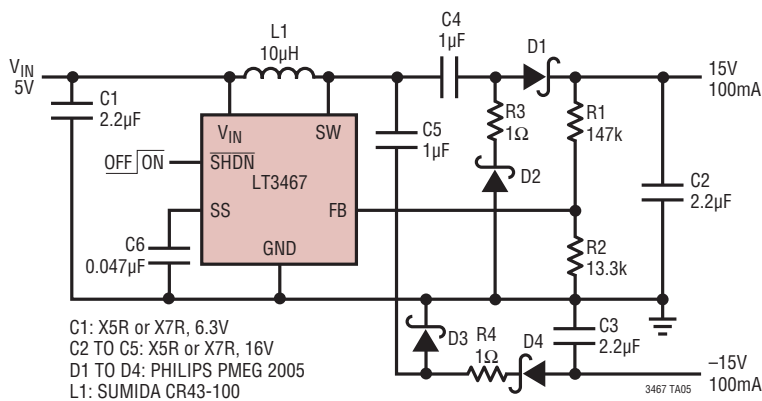 L1
10µH
C4
1µF
D1
VIN
5V
15V
100mA
C1
2.2µF
R3
1Ω
R1
147k
VIN
SW
C5
1µF
OFF ON
SHDN
LT3467
D2
C2
2.2µF
SS
FB
C6
0.047µF
GND
R2
13.3k
C1: X5R or X7R, 6.3V
C2 TO C5: X5R or X7R, 16V
D1 TO D4: PHILIPS PMEG 2005
L1: SUMIDA CR43-100
D3
R4
1Ω
D4
C3
2.2µF
–15V
100mA
3467 TA05